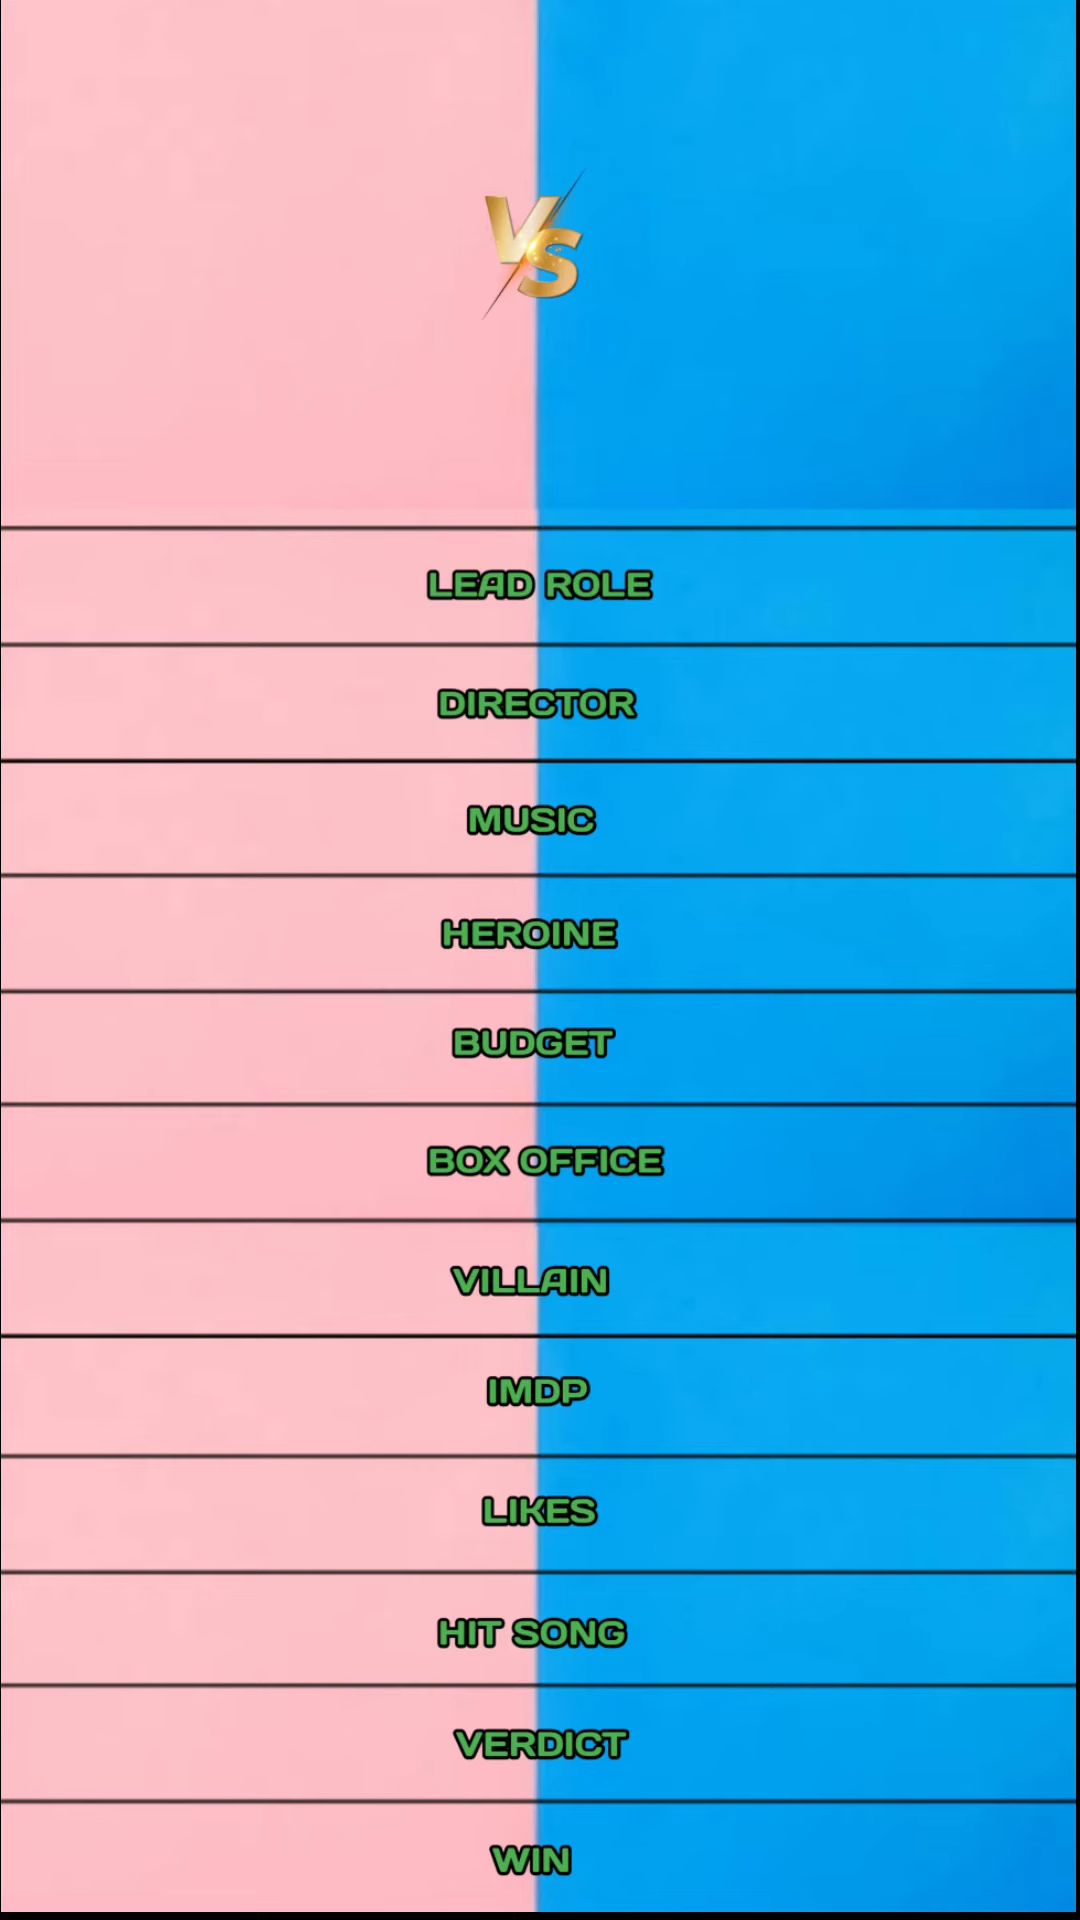 VS
LEAD ROLE
DIRECTOR
MUSIC
HEROINE
BUDGET
BOX OFFICE
VILLAIN
IMDP
LIKES
HIT SONG
VERDICT
WIN